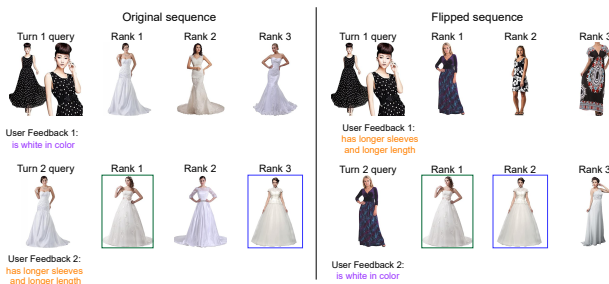 Original sequence
Flipped sequence
Turn 1 query
Rank 1
Rank 2
Rank 3
Turn 1 query
Rank 1
Rank 2
Rank 3
User Feedback 1:
is white in color
User Feedback 1:
has longer sleeves
and longer length
Turn 2 query
Rank 1
Rank 2
Rank 3
Turn 2 query
Rank 1
Rank 2
Rank 3
User Feedback 2:
has longer sleeves
and longer length
User Feedback 2:
is white in color